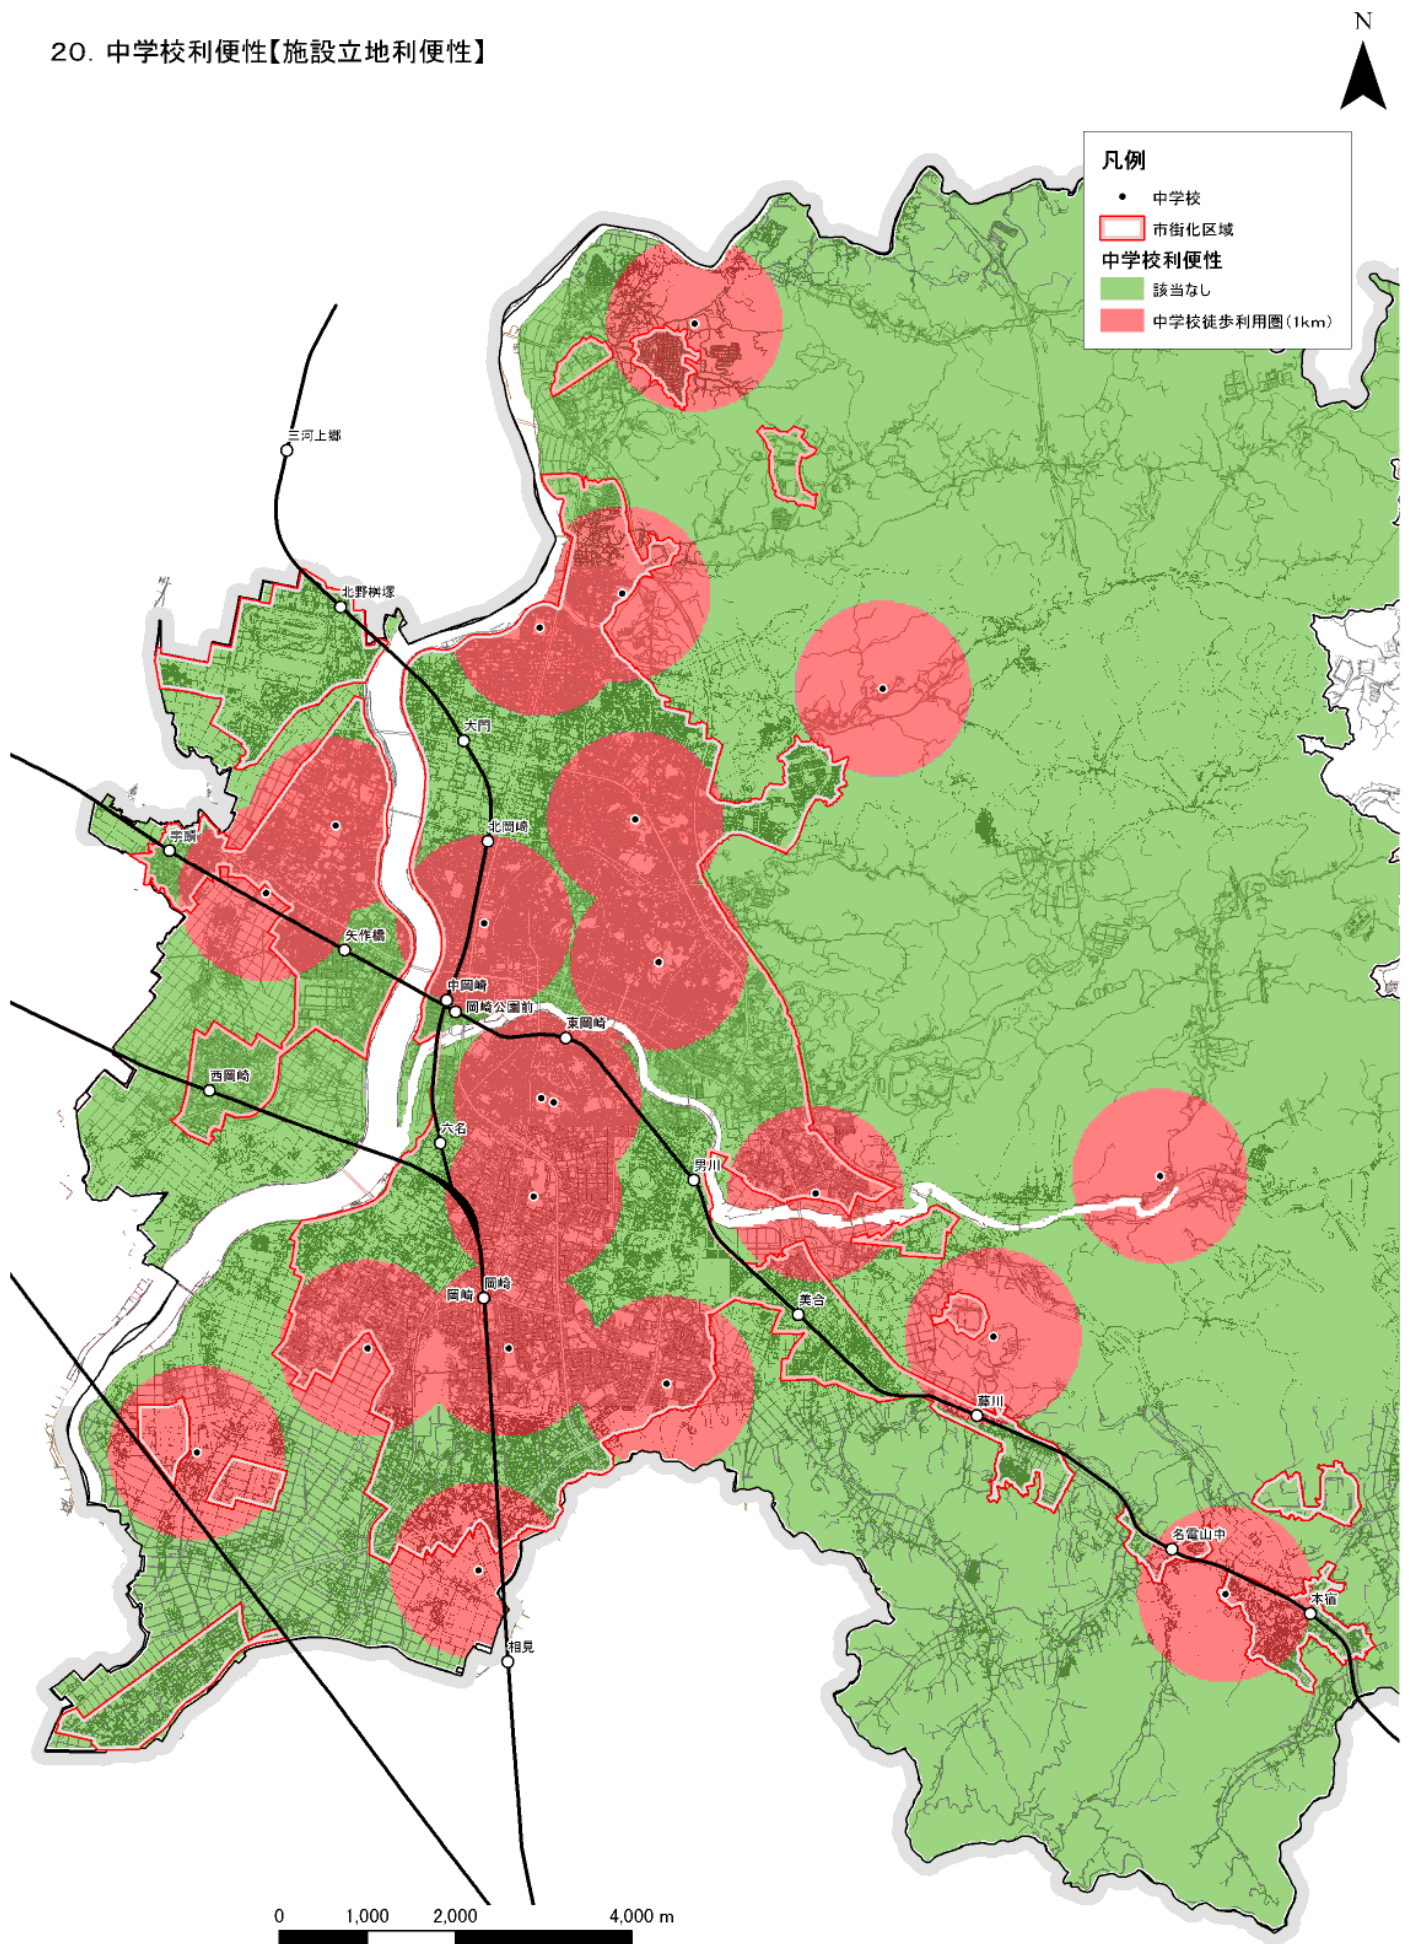 20. 中学校利便性【施設立地利便性】
N
凡例
中学校
市街化区域
中学校利便性
該当なし
中学校徒歩利用圏(1km)
三河上郷
北野桝塚
大門
宇頭
北岡崎
矢作橋
中岡崎
岡崎公園前
東岡崎
西岡崎
六名
男川
岡崎
岡崎
美合
藤川
名電山中
本宿
相見
0 1,000 2,000 4,000 m